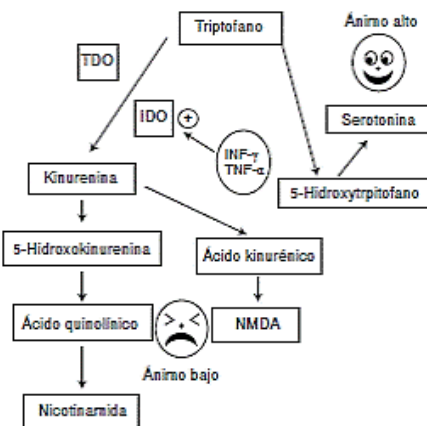 Triptofano
Ánimo alto
TDO
IDO
+
Serotonina
INF-γ
TNF-α
Kinurenina
5-Hidroxytrpitofano
5-Hidroxokinurenina
Ácido kinurénico
Ácido quinolínico
NMDA
Ánimo bajo
Nicotinamida